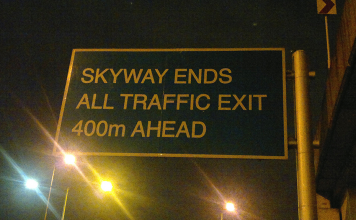 SKYWAY ENDS
ALL TRAFFIC EXIT
400m AHEAD